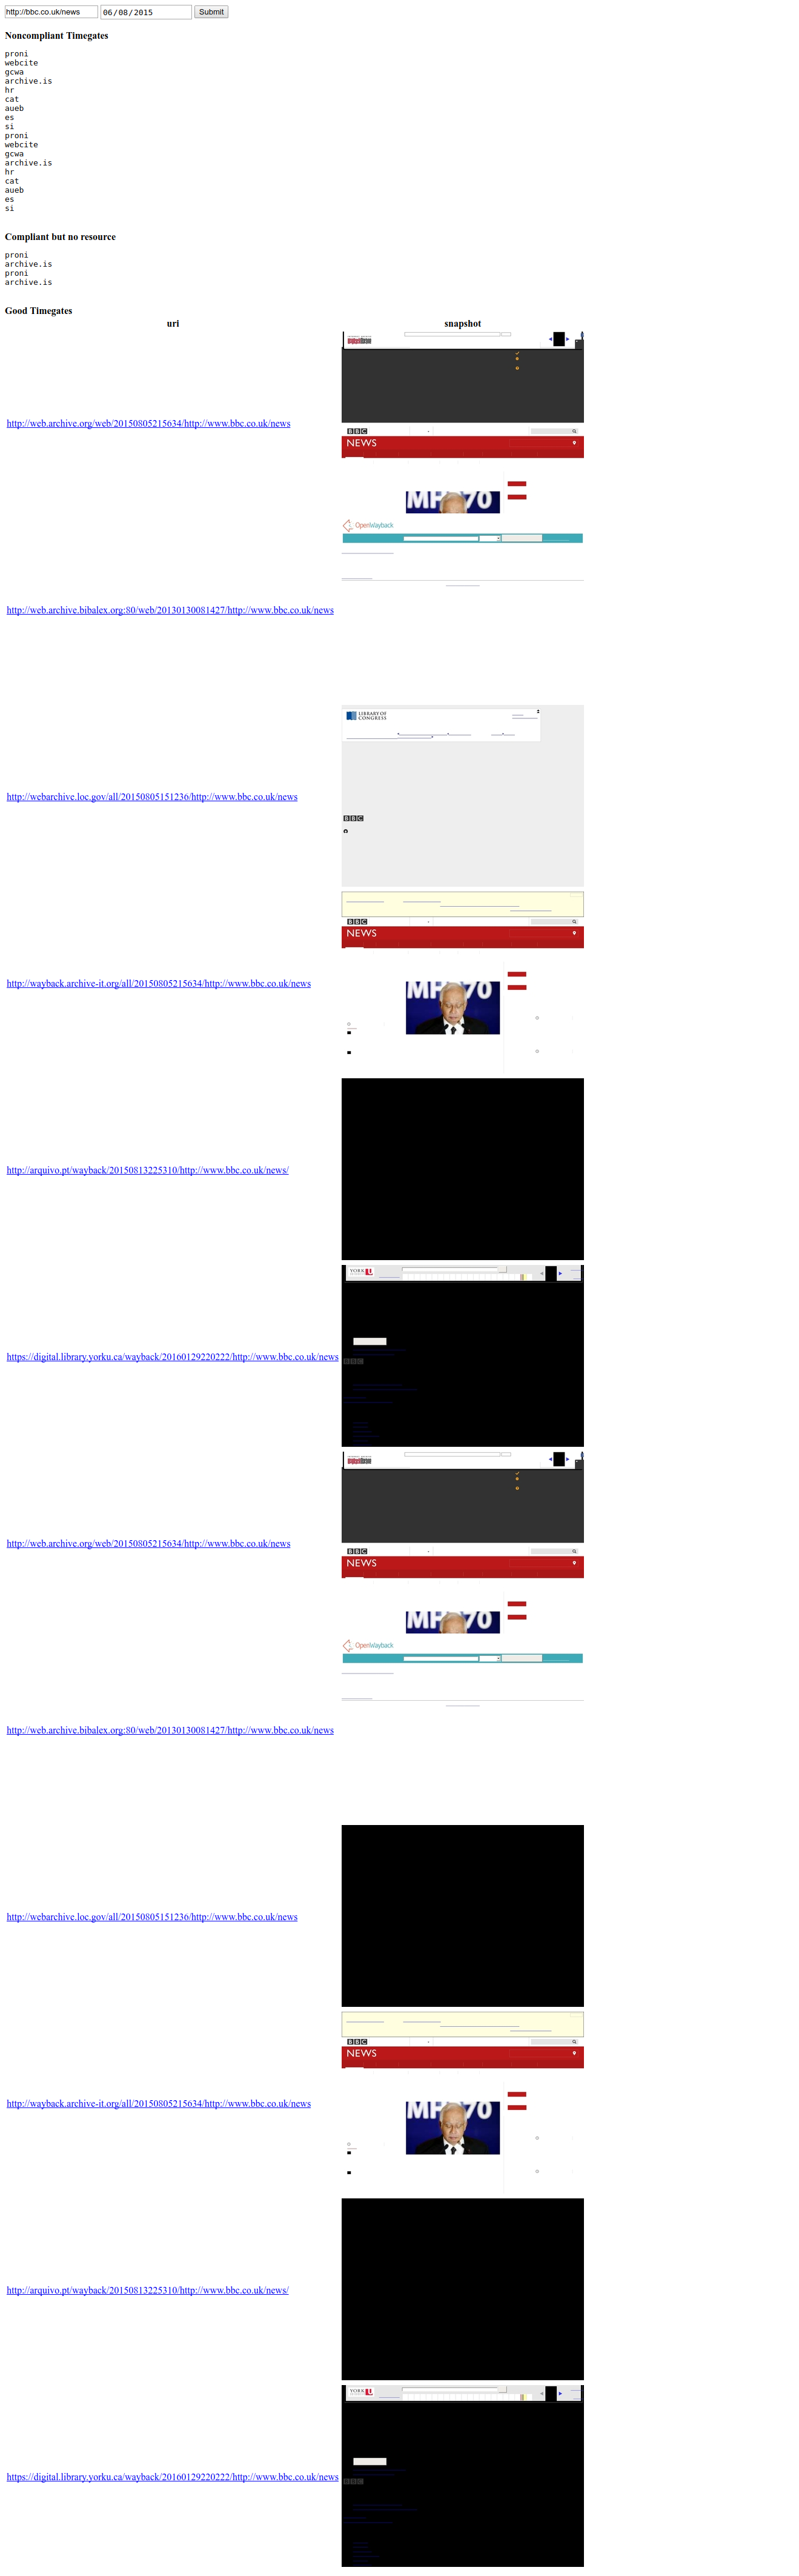 http://bbc.co.uk/news 06/08/2015 Submit
Noncompliant Timegates
proni
webcite
gcwa
archive.is
hr
cat
aueb
es
si
proni
webcite
gcwa
archive.is
hr
cat
aueb
es
si
Compliant but no resource
proni
archive.is
proni
archive.is
Good Timegates
uri snapshot
http://web.archive.org/web/20150805215634/http://www.bbc.co.uk/news
BBC
NEWS
MH370
OpenWayback
http://web.archive.bibalex.org:80/web/20130130081427/http://www.bbc.co.uk/news
LIBRARY OF
CONGRESS
http://webarchive.loc.gov/all/20150805151236/http://www.bbc.co.uk/news
BBC
BBC
NEWS
http://wayback.archive-it.org/all/20150805215634/http://www.bbc.co.uk/news
MH370
http://arquivo.pt/wayback/20150813225310/http://www.bbc.co.uk/news/
YORK U
https://digital.library.yorku.ca/wayback/20160129220222/http://www.bbc.co.uk/news
BBC
http://web.archive.org/web/20150805215634/http://www.bbc.co.uk/news
BBC
NEWS
MH370
OpenWayback
http://web.archive.bibalex.org:80/web/20130130081427/http://www.bbc.co.uk/news
http://webarchive.loc.gov/all/20150805151236/http://www.bbc.co.uk/news
BBC
NEWS
http://wayback.archive-it.org/all/20150805215634/http://www.bbc.co.uk/news
MH370
http://arquivo.pt/wayback/20150813225310/http://www.bbc.co.uk/news/
YORK U
https://digital.library.yorku.ca/wayback/20160129220222/http://www.bbc.co.uk/news
BBC